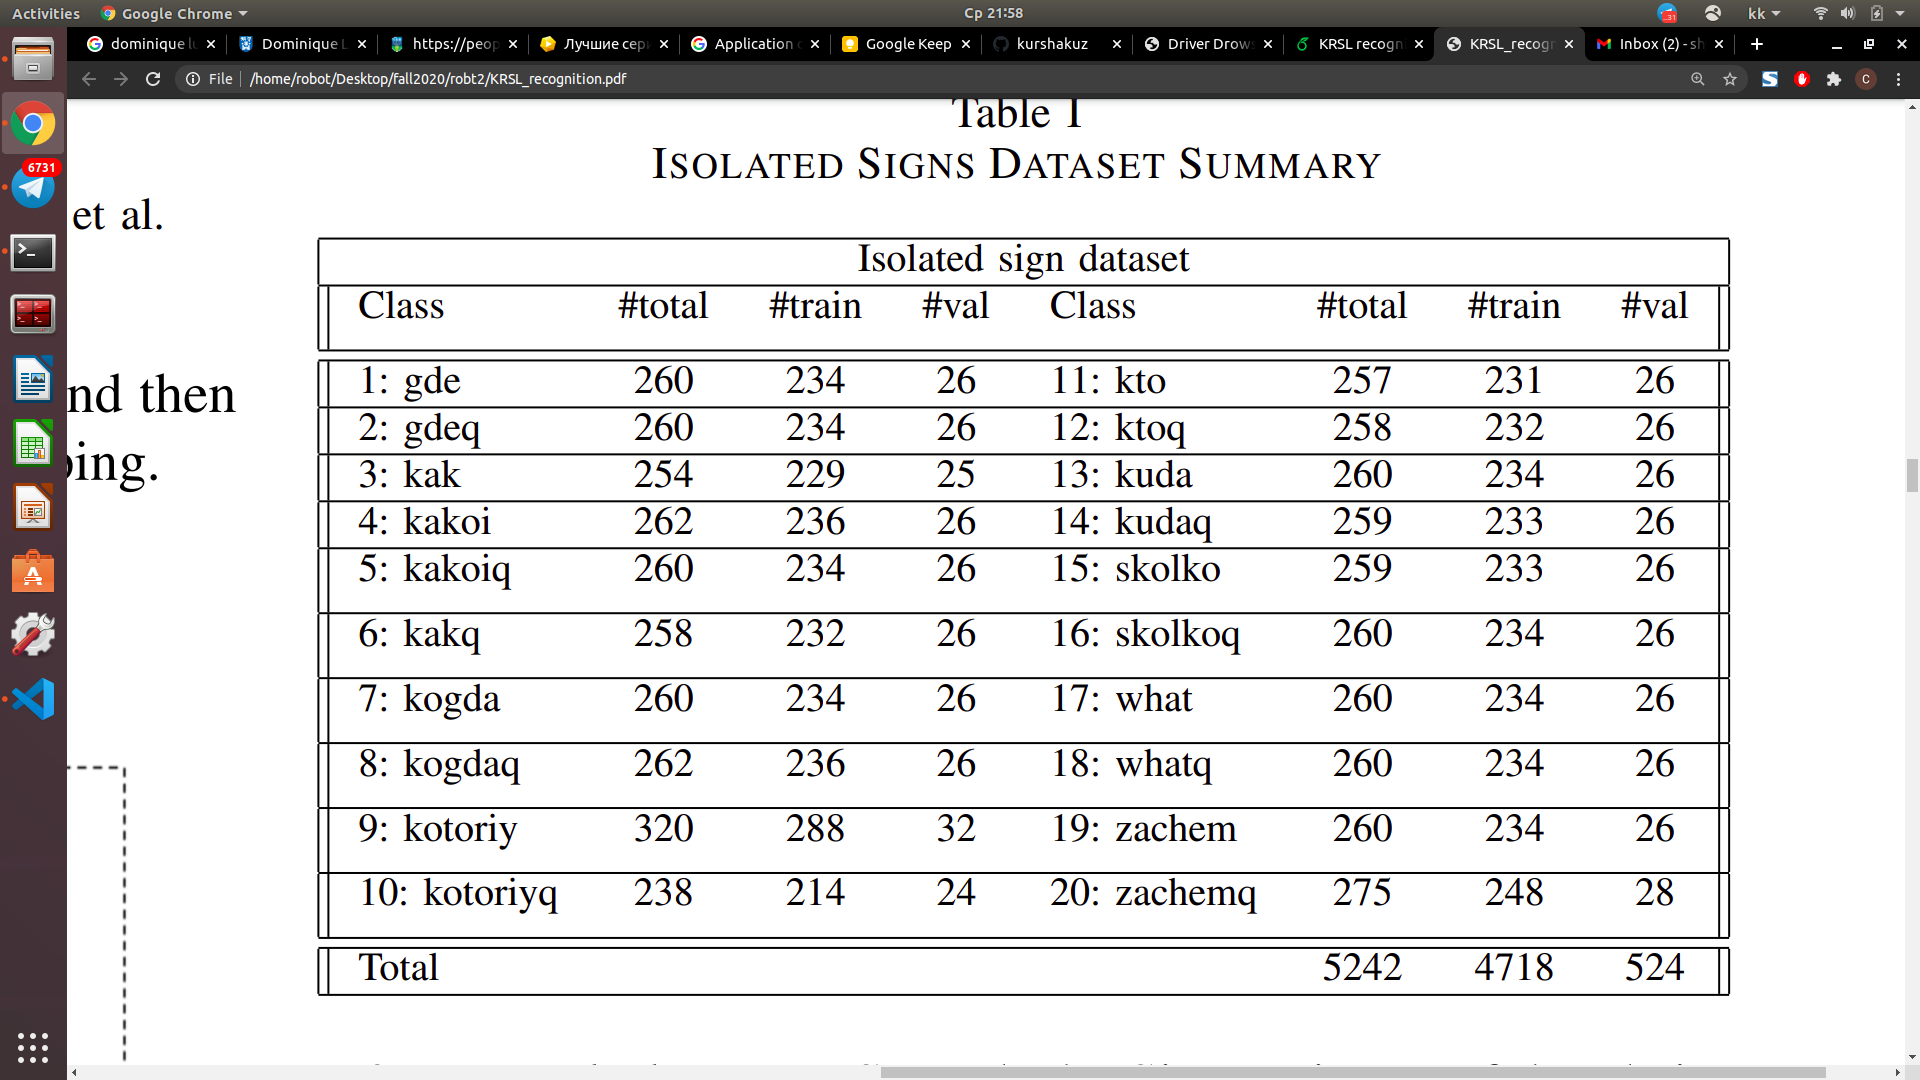 Activities Google Chrome Ср 21:58 31 kk
dominique l Dominique L https://peop Лучшие сери Application Google Keep kurshakuz Driver Drow KRSL recogn KRSL_recogn Inbox (2) - sh
File /home/robot/Desktop/fall2020/robt2/KRSL_recognition.pdf C
6731
et al.
nd then
ing.
Table I
ISOLATED SIGNS DATASET SUMMARY
Isolated sign dataset
Class #total #train #val Class #total #train #val
1: gde 260 234 26 11: kto 257 231 26
2: gdeq 260 234 26 12: ktoq 258 232 26
3: kak 254 229 25 13: kuda 260 234 26
4: kakoi 262 236 26 14: kudaq 259 233 26
5: kakoiq 260 234 26 15: skolko 259 233 26
6: kakq 258 232 26 16: skolkoq 260 234 26
7: kogda 260 234 26 17: what 260 234 26
8: kogdaq 262 236 26 18: whatq 260 234 26
9: kotoriy 320 288 32 19: zachem 260 234 26
10: kotoriyq 238 214 24 20: zachemq 275 248 28
Total 5242 4718 524